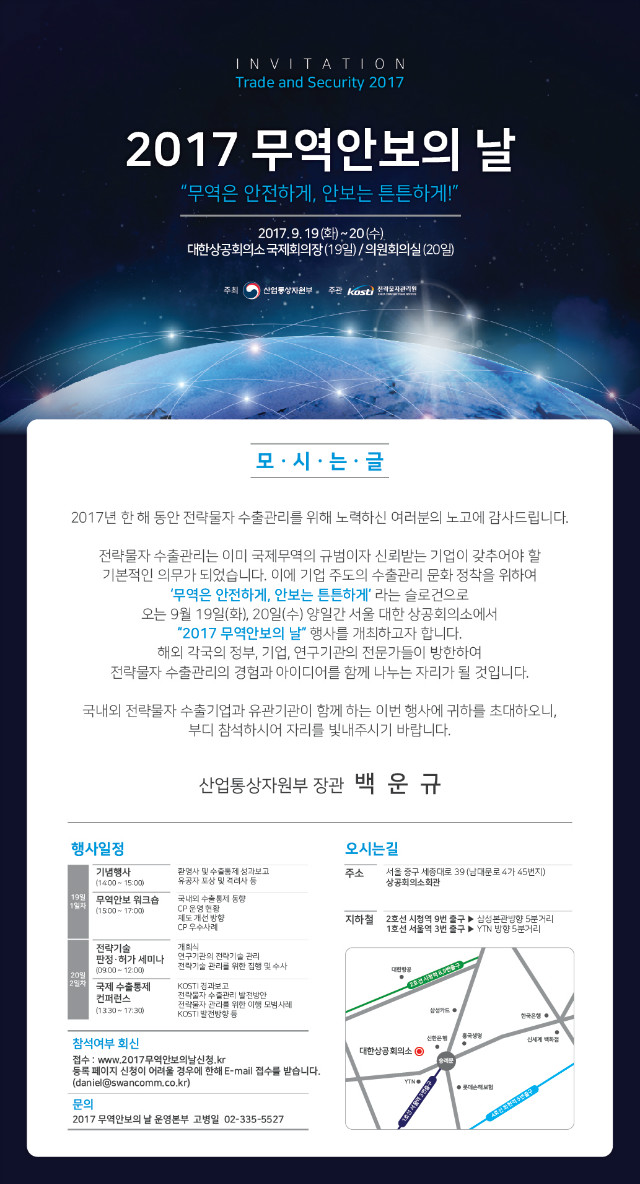 INVITATION
Trade and Security 2017
2017 무역안보의 날
“무역은 안전하게, 안보는 튼튼하게!”
2017. 9. 19 (화) ~ 20 (수)
대한상공회의소 국제회의장 (19일) / 의원회의실 (20일)
주최 산업통상자원부 주관 kosti 전략물자관리원
모·시·는·글
2017년 한 해 동안 전략물자 수출관리를 위해 노력하신 여러분의 노고에 감사드립니다.
전략물자 수출관리는 이미 국제무역의 규범이자 신뢰받는 기업이 갖추어야 할
기본적인 의무가 되었습니다. 이에 기업 주도의 수출관리 문화 정착을 위하여
‘무역은 안전하게, 안보는 튼튼하게’ 라는 슬로건으로
오는 9월 19일(화), 20일(수) 양일간 서울 대한 상공회의소에서
“2017 무역안보의 날” 행사를 개최하고자 합니다.
해외 각국의 정부, 기업, 연구기관의 전문가들이 방한하여
전략물자 수출관리의 경험과 아이디어를 함께 나누는 자리가 될 것입니다.
국내외 전략물자 수출기업과 유관기관이 함께 하는 이번 행사에 귀하를 초대하오니,
부디 참석하시어 자리를 빛내주시기 바랍니다.
산업통상자원부 장관 백 운 규
행사일정
19일
1일차
기념행사
(14:00 ~ 15:00)
환영사 및 수출통제 성과보고
유공자 포상 및 격려사 등
무역안보 워크숍
(15:00 ~ 17:00)
국내외 수출통제 동향
CP 운영 현황
제도 개선 방향
CP 우수사례
20일
2일차
전략기술
판정·허가 세미나
(09:00 ~ 12:00)
개회식
연구기관의 전략기술 관리
전략기술 관리를 위한 집행 및 수사
국제 수출통제
컨퍼런스
(13:30 ~ 17:30)
KOSTI 경과보고
전략물자 수출관리 발전방안
전략물자 관리를 위한 이행 모범사례
KOSTI 발전방향 등
참석여부 회신
접수 : www.2017무역안보의날신청.kr
등록 페이지 신청이 어려울 경우에 한해 E-mail 접수를 받습니다.
(daniel@swancomm.co.kr)
문의
2017 무역안보의 날 운영본부 고병일 02-335-5527
오시는길
주소 서울 중구 세종대로 39 (남대문로 4가 45번지)
상공회의소회관
지하철 2호선 시청역 9번 출구 ▶ 삼성본관방향 5분거리
1호선 서울역 3번 출구 ▶ YTN 방향 5분거리
대한항공
2호선 시청역 8,9번출구
삼성카드
한국은행
신한은행
흥국생명
신세계 백화점
대한상공회의소
숭례문
YTN
롯데손해보험
1호선 서울역 3번출구